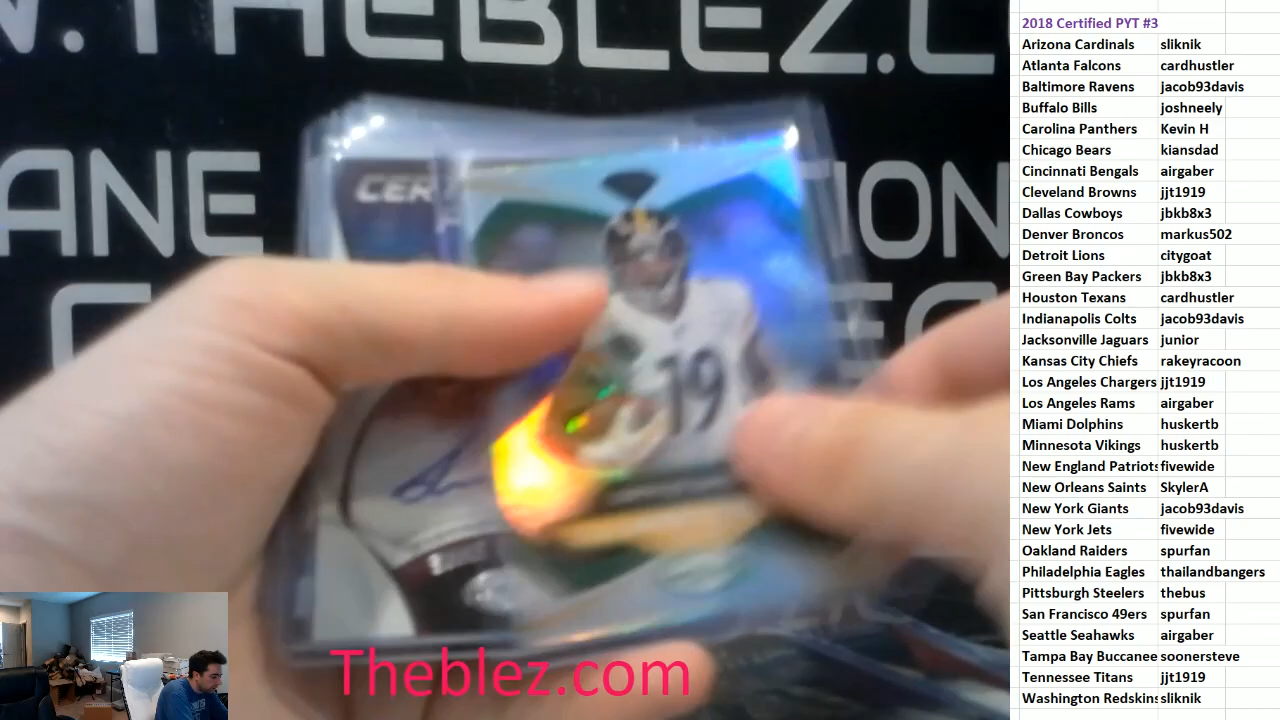 W.THEBLEZ.C
ANE
ION
CER
19
Theblez.com
2018 Certified PYT #3
Arizona Cardinals sliknik
Atlanta Falcons cardhustler
Baltimore Ravens jacob93davis
Buffalo Bills joshneely
Carolina Panthers Kevin H
Chicago Bears kiansdad
Cincinnati Bengals airgaber
Cleveland Browns jjt1919
Dallas Cowboys jbkb8x3
Denver Broncos markus502
Detroit Lions citygoat
Green Bay Packers jbkb8x3
Houston Texans cardhustler
Indianapolis Colts jacob93davis
Jacksonville Jaguars junior
Kansas City Chiefs rakeyracoon
Los Angeles Chargers jjt1919
Los Angeles Rams airgaber
Miami Dolphins huskertb
Minnesota Vikings huskertb
New England Patriots fivewide
New Orleans Saints SkylerA
New York Giants jacob93davis
New York Jets fivewide
Oakland Raiders spurfan
Philadelphia Eagles thailandbangers
Pittsburgh Steelers thebus
San Francisco 49ers spurfan
Seattle Seahawks airgaber
Tampa Bay Buccanee soonersteve
Tennessee Titans jjt1919
Washington Redskins sliknik